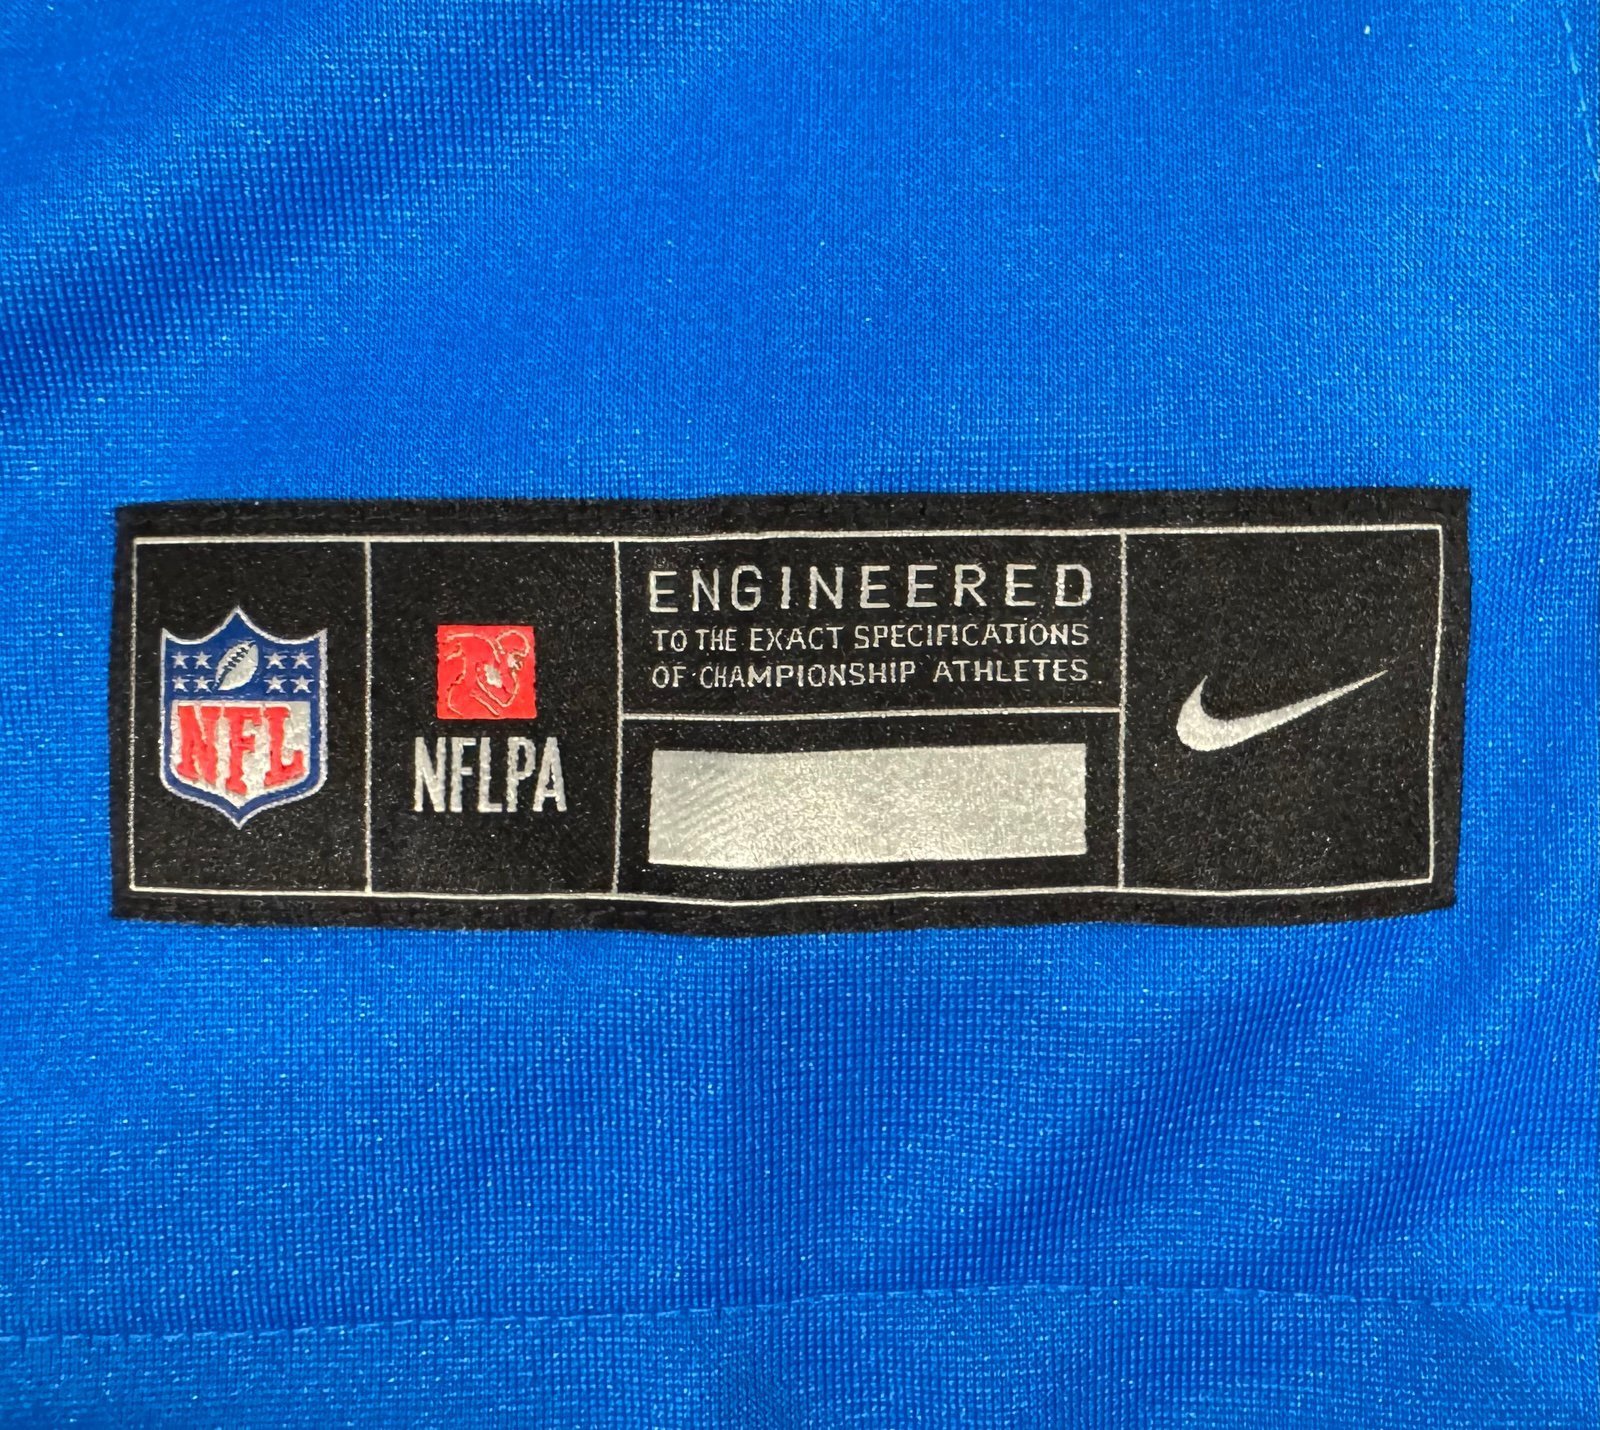 NFL
NFLPA
ENGINEERED
TO THE EXACT SPECIFICATIONS
OF CHAMPIONSHIP ATHLETES